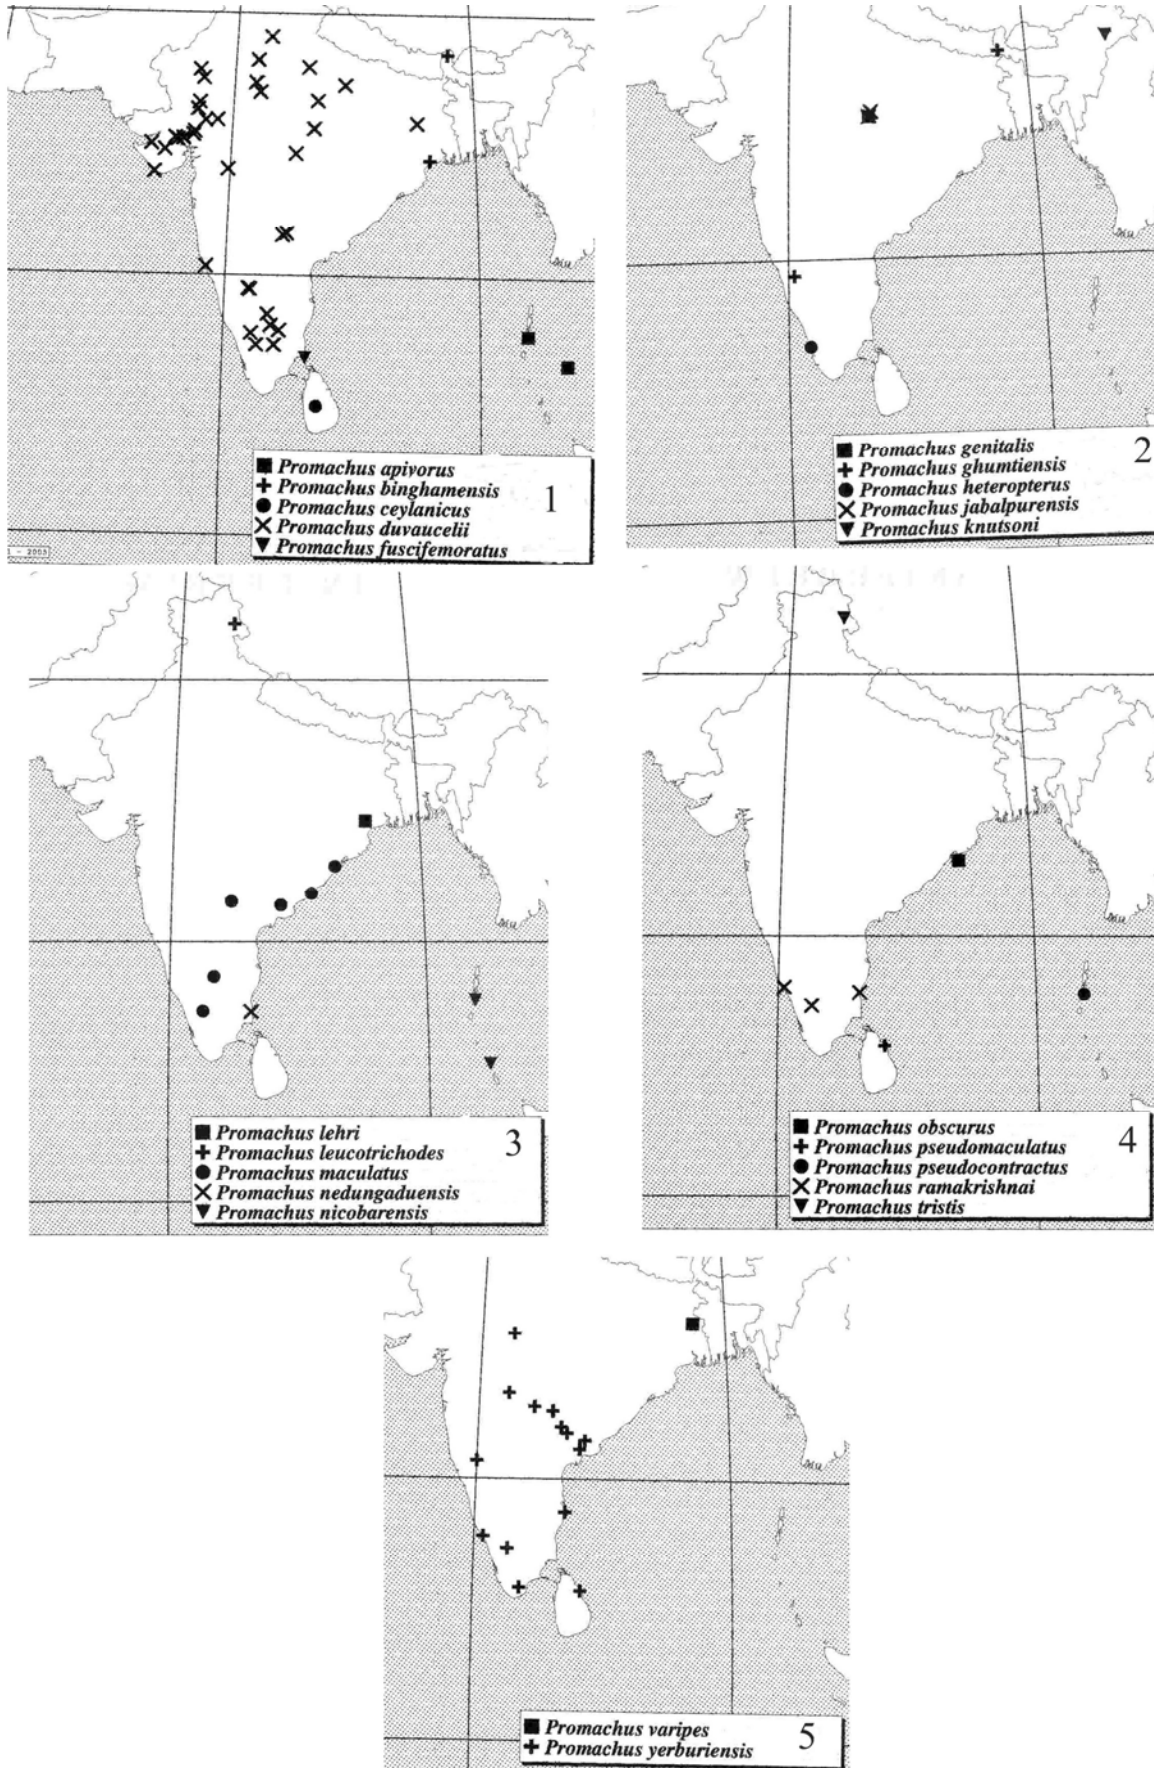 Promachus apivorus
Promachus binghamensis
Promachus ceylanicus
Promachus duvaucelii
Promachus fuscifemoratus
1
- 2003
Promachus genitalis
Promachus ghumtiensis
Promachus heteropterus
Promachus jabalpurensis
Promachus knutsoni
2
Promachus lehri
Promachus leucotrichodes
Promachus maculatus
Promachus nedungaduensis
Promachus nicobarensis
3
Promachus obscurus
Promachus pseudomaculatus
Promachus pseudocontractus
Promachus ramakrishnai
Promachus tristis
4
Promachus varipes
Promachus yerburiensis
5